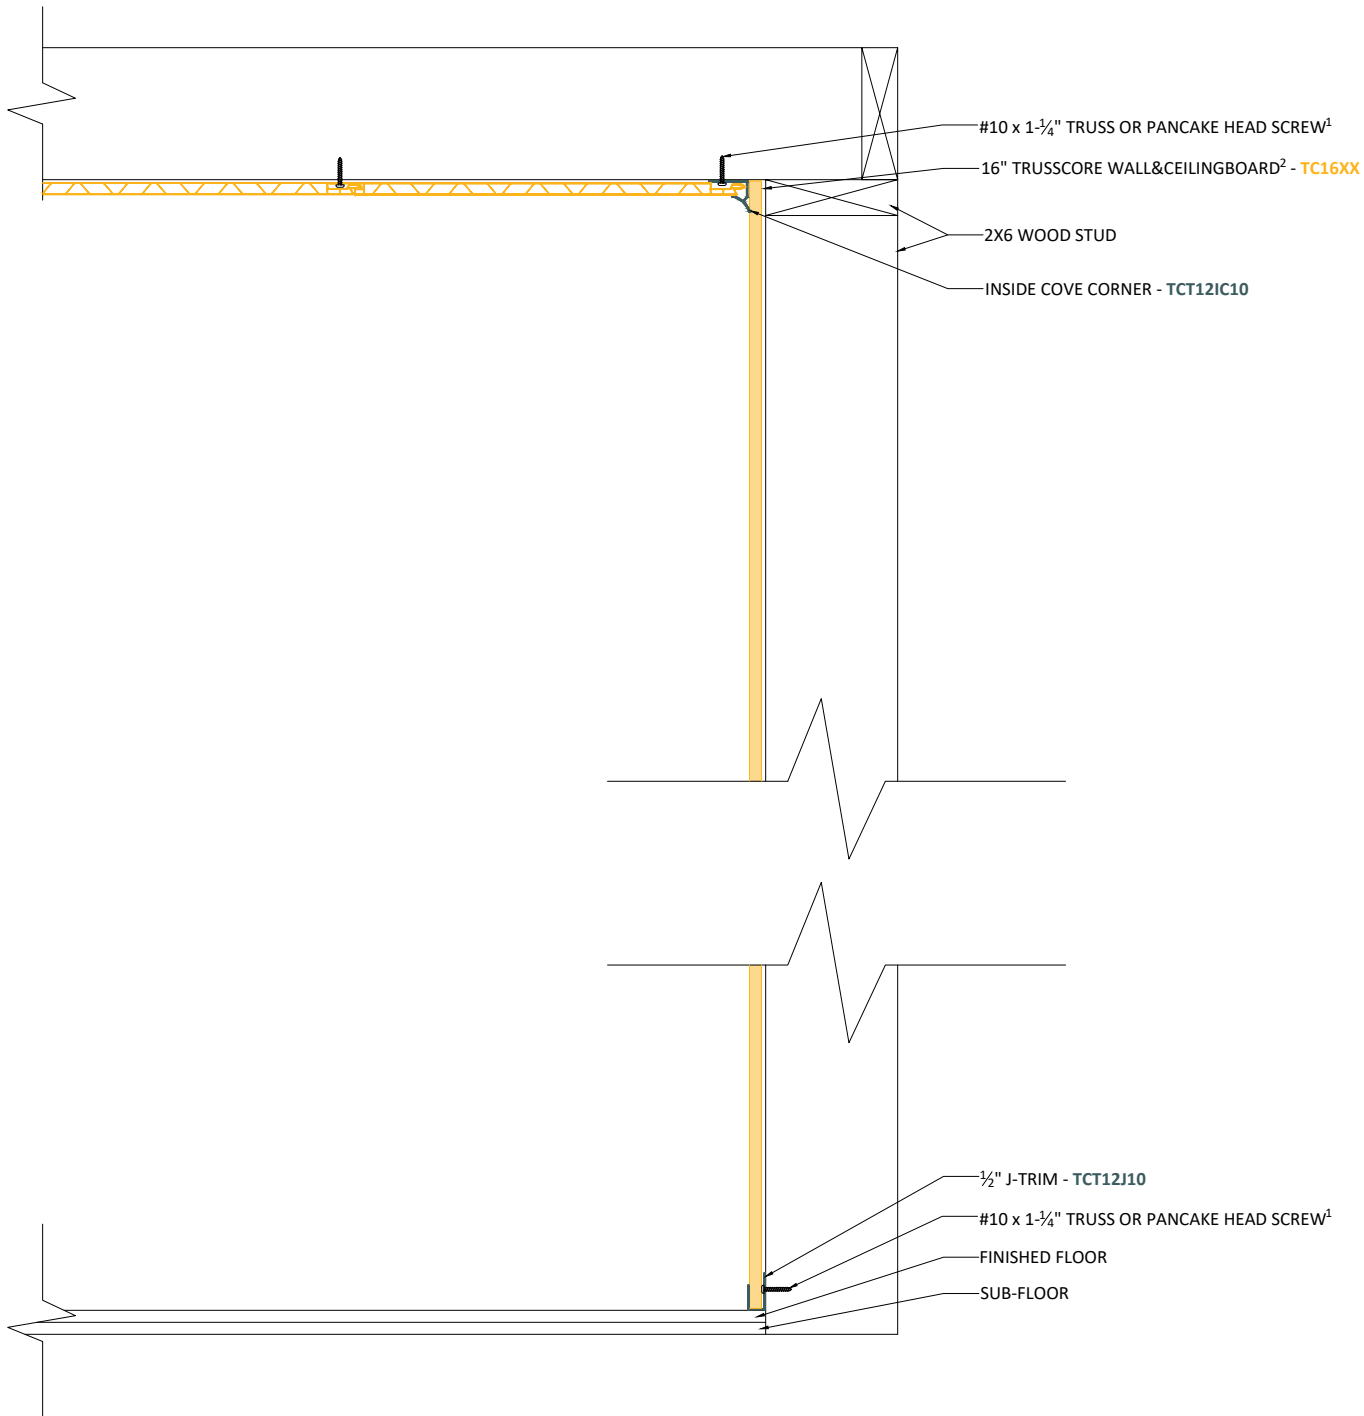 #10 x 1-¼" TRUSS OR PANCAKE HEAD SCREW¹
16" TRUSSCORE WALL&CEILINGBOARD² - TC16XX
2X6 WOOD STUD
INSIDE COVE CORNER - TCT12IC10
½" J-TRIM - TCT12J10
#10 x 1-¼" TRUSS OR PANCAKE HEAD SCREW¹
FINISHED FLOOR
SUB-FLOOR